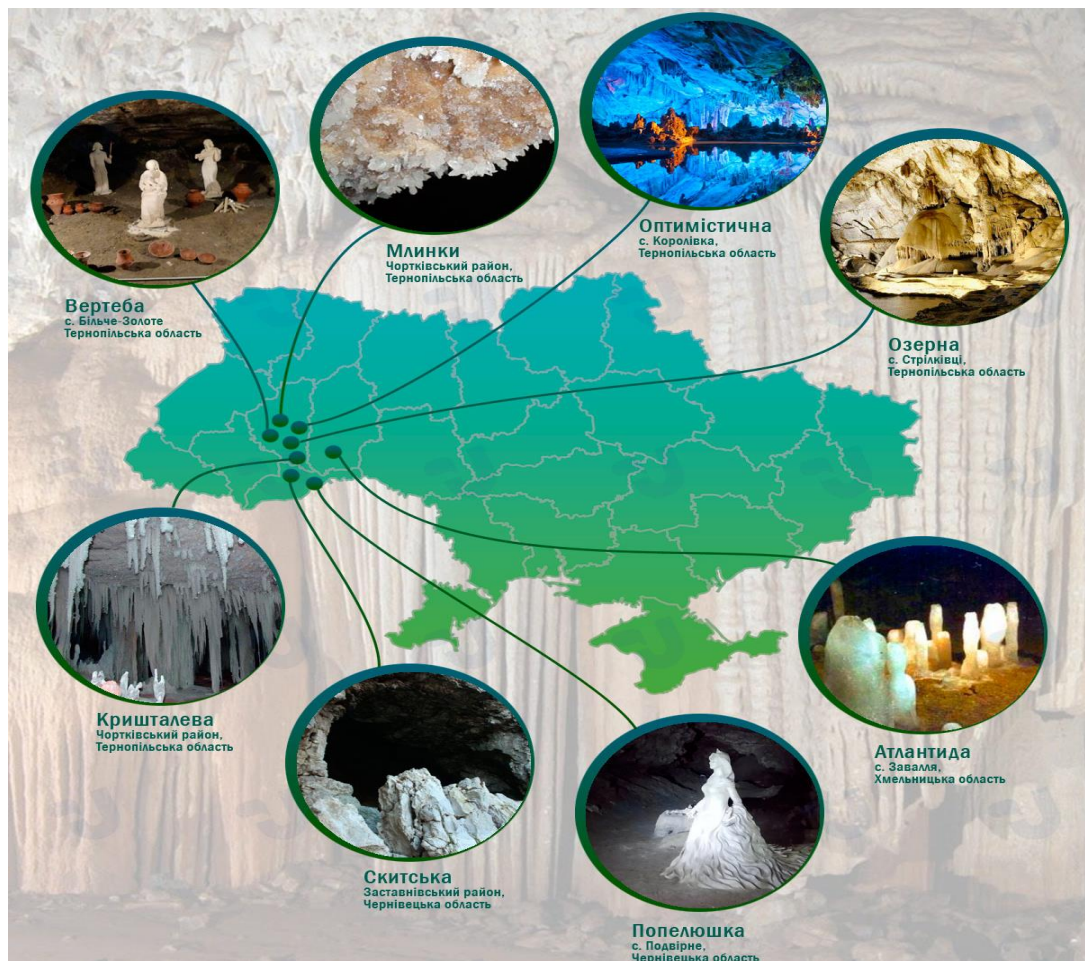 Оптимістична
с. Королівка,
Тернопільська область
Млинки
Чортківський район,
Тернопільська область
Вертеба
с. Більче-Золоте
Тернопільська область
Озерна
с. Стрілківці,
Тернопільська область
Кришталева
Чортківський район,
Тернопільська область
Атлантида
с. Завалля,
Хмельницька область
Скитська
Заставнівський район,
Чернівецька область
Попелюшка
с. Подвірне,
Чернівецька область